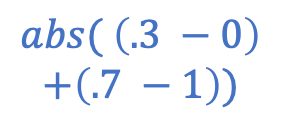 abs( (.3 − 0)
+(.7 − 1))